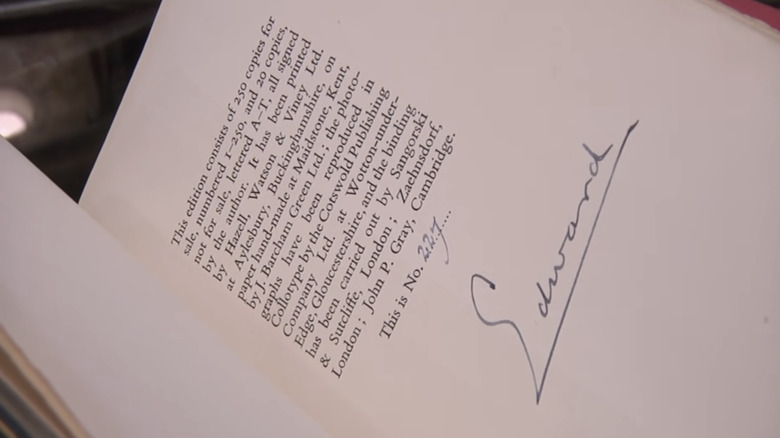 This edition consists of 250 copies for
sale, numbered 1–250, and 20 copies,
not for sale, lettered A–T, all signed
by the author. It has been printed
by Hazell, Watson & Viney Ltd.
at Aylesbury, Buckinghamshire, on
paper hand-made at Maidstone, Kent,
by J. Barcham Green Ltd; the photo-
graphs have been reproduced in
Collotype by the Cotswold Publishing
Company Ltd. at Wotton-under-
Edge, Gloucestershire, and the binding
has been carried out by Sangorski
& Sutcliffe, London; Zaehnsdorf,
London; John P. Gray, Cambridge.
This is No. 227...
Edward